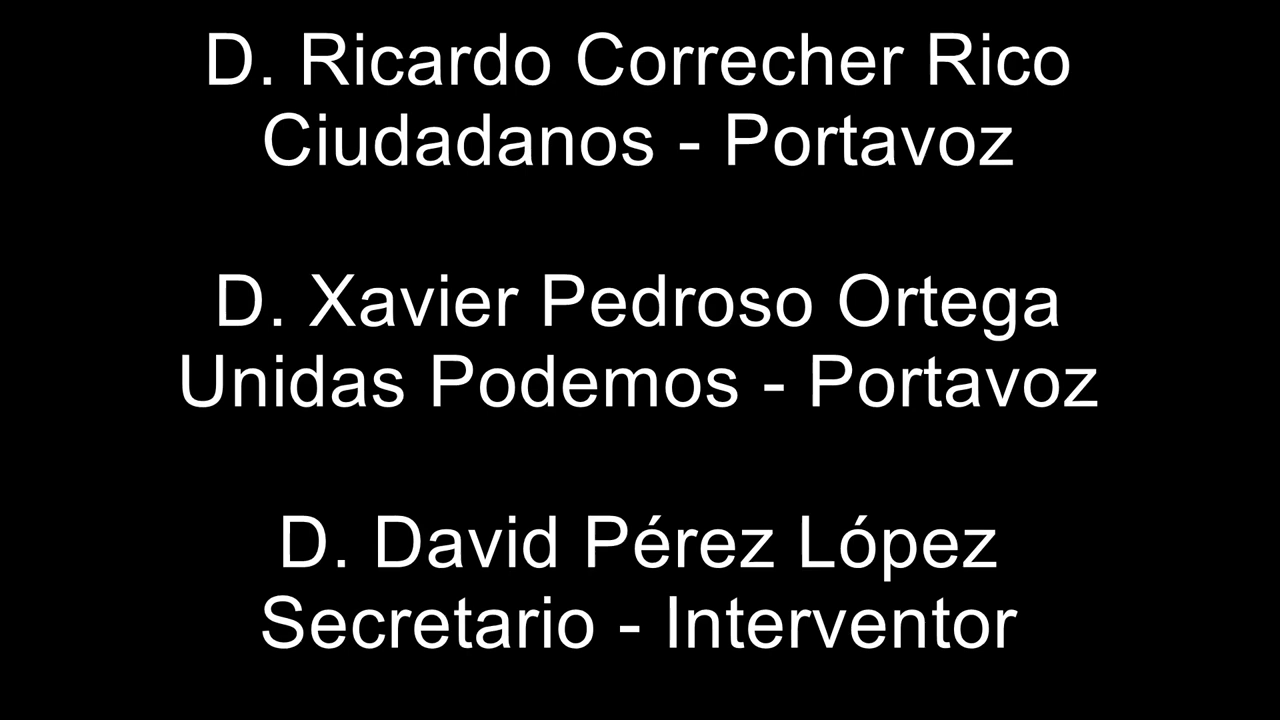 D. Ricardo Correcher Rico
Ciudadanos - Portavoz
D. Xavier Pedroso Ortega
Unidas Podemos - Portavoz
D. David Pérez López
Secretario - Interventor